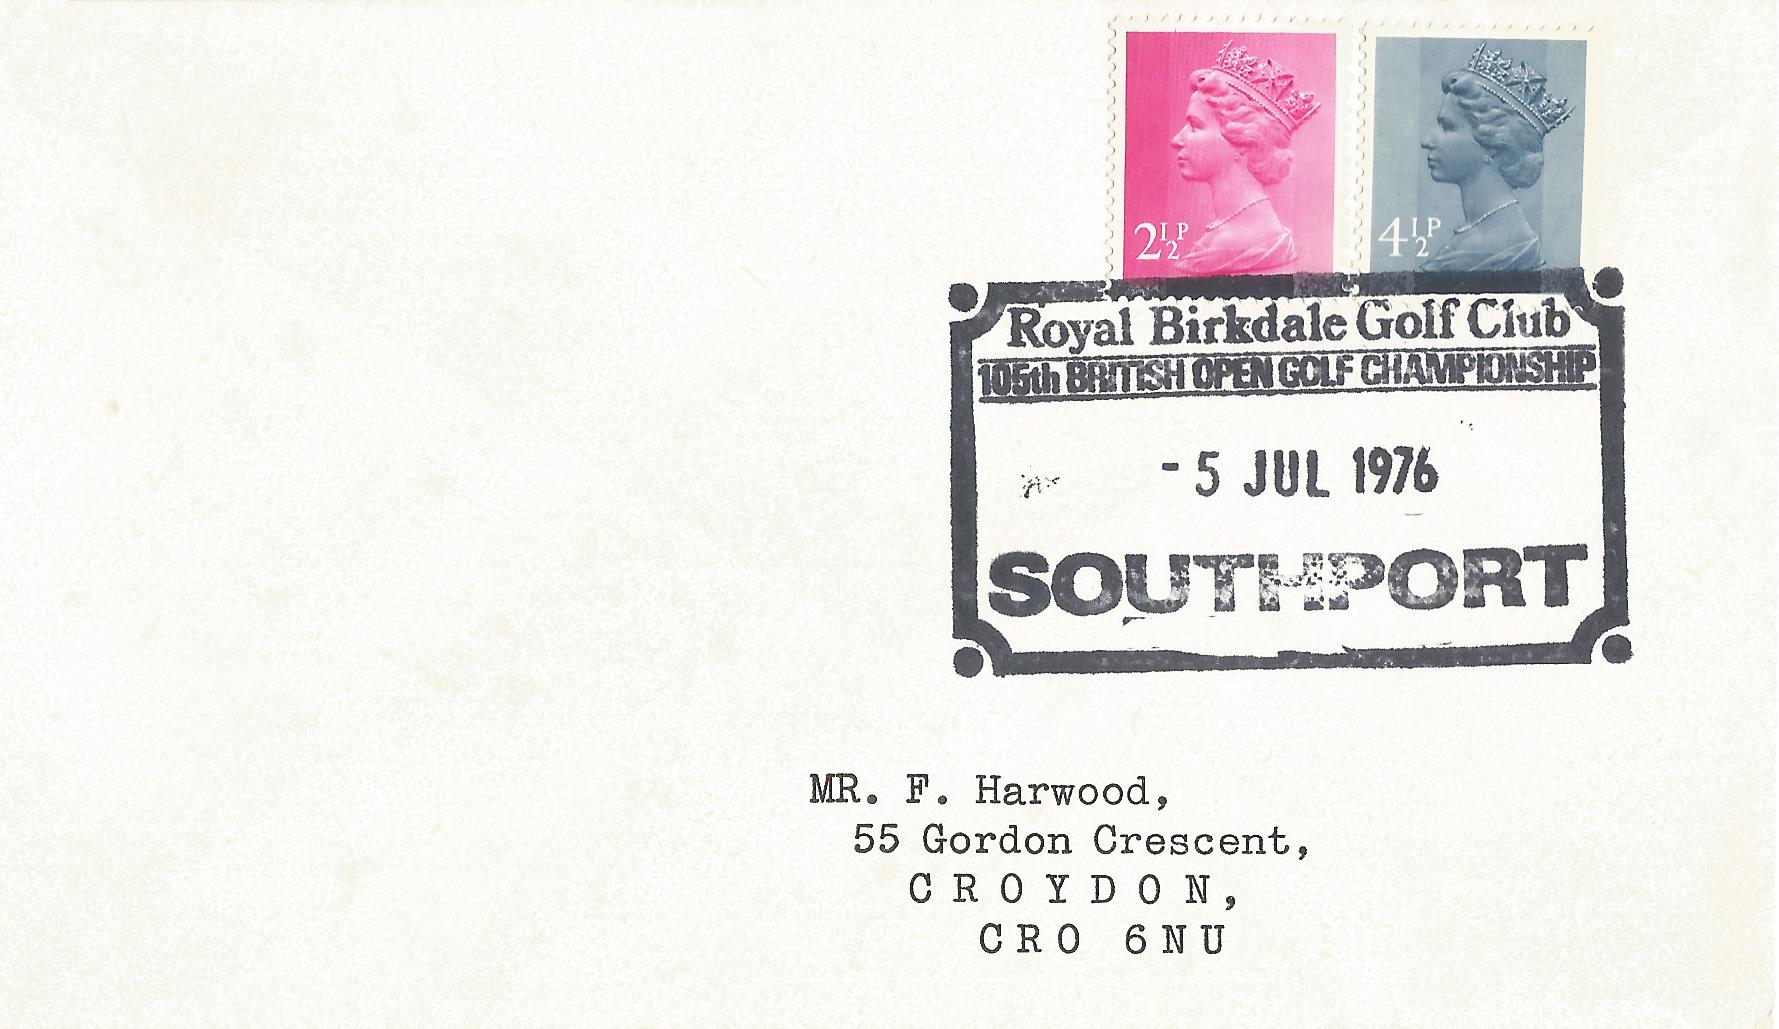 2½P 4½P
Royal Birkdale Golf Club
105th BRITISH OPEN GOLF CHAMPIONSHIP
- 5 JUL 1976
SOUTHPORT
MR. F. Harwood,
55 Gordon Crescent,
C R O Y D O N,
CRO 6NU